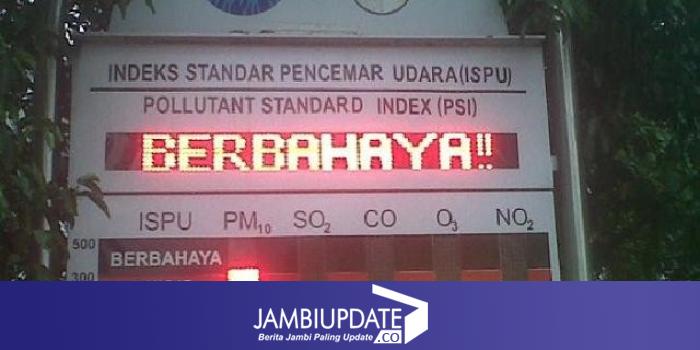 INDEKS STANDAR PENCEMAR UDARA(ISPU)
POLLUTANT STANDARD INDEX (PSI)
BERBAHAYA!!
ISPU PM10 SO2 CO O3 NO2
500
BERBAHAYA
300
JAMBIUPDATE
Berita Jambi Paling Update .CO